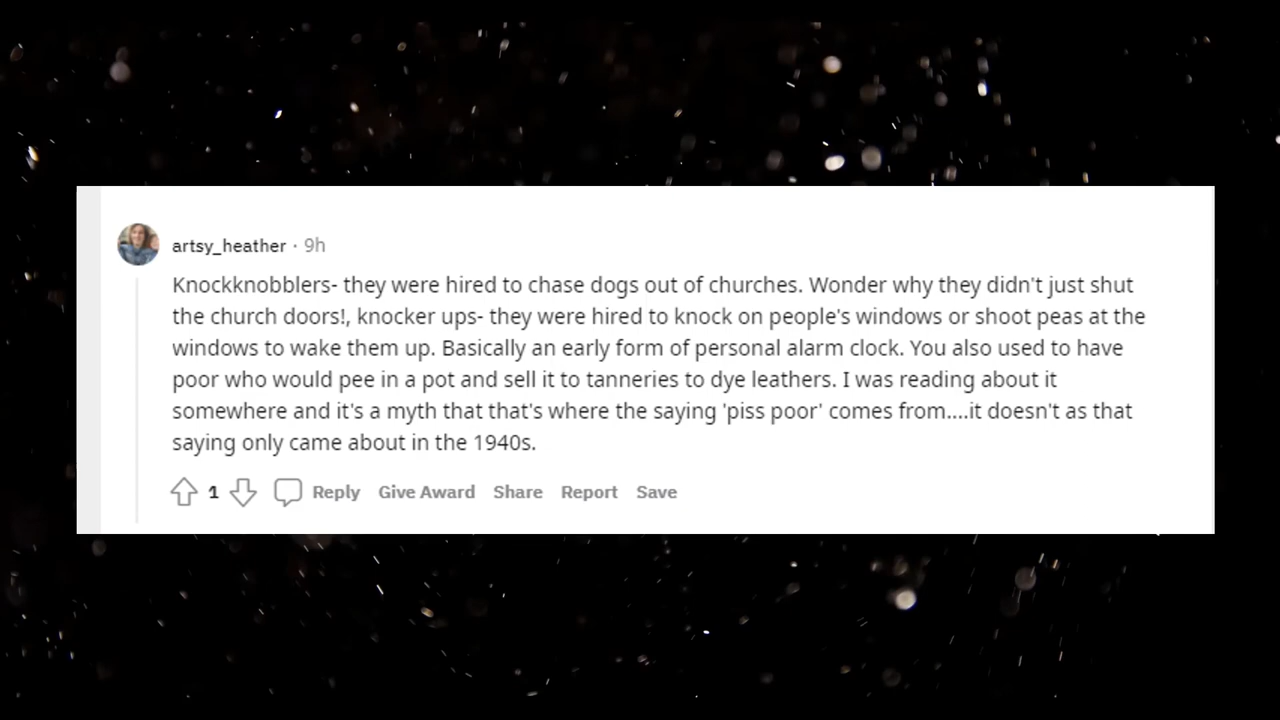 artsy_heather · 9h
Knockknobblers- they were hired to chase dogs out of churches. Wonder why they didn't just shut
the church doors!, knocker ups- they were hired to knock on people's windows or shoot peas at the
windows to wake them up. Basically an early form of personal alarm clock. You also used to have
poor who would pee in a pot and sell it to tanneries to dye leathers. I was reading about it
somewhere and it's a myth that that's where the saying 'piss poor' comes from....it doesn't as that
saying only came about in the 1940s.
1 Reply Give Award Share Report Save